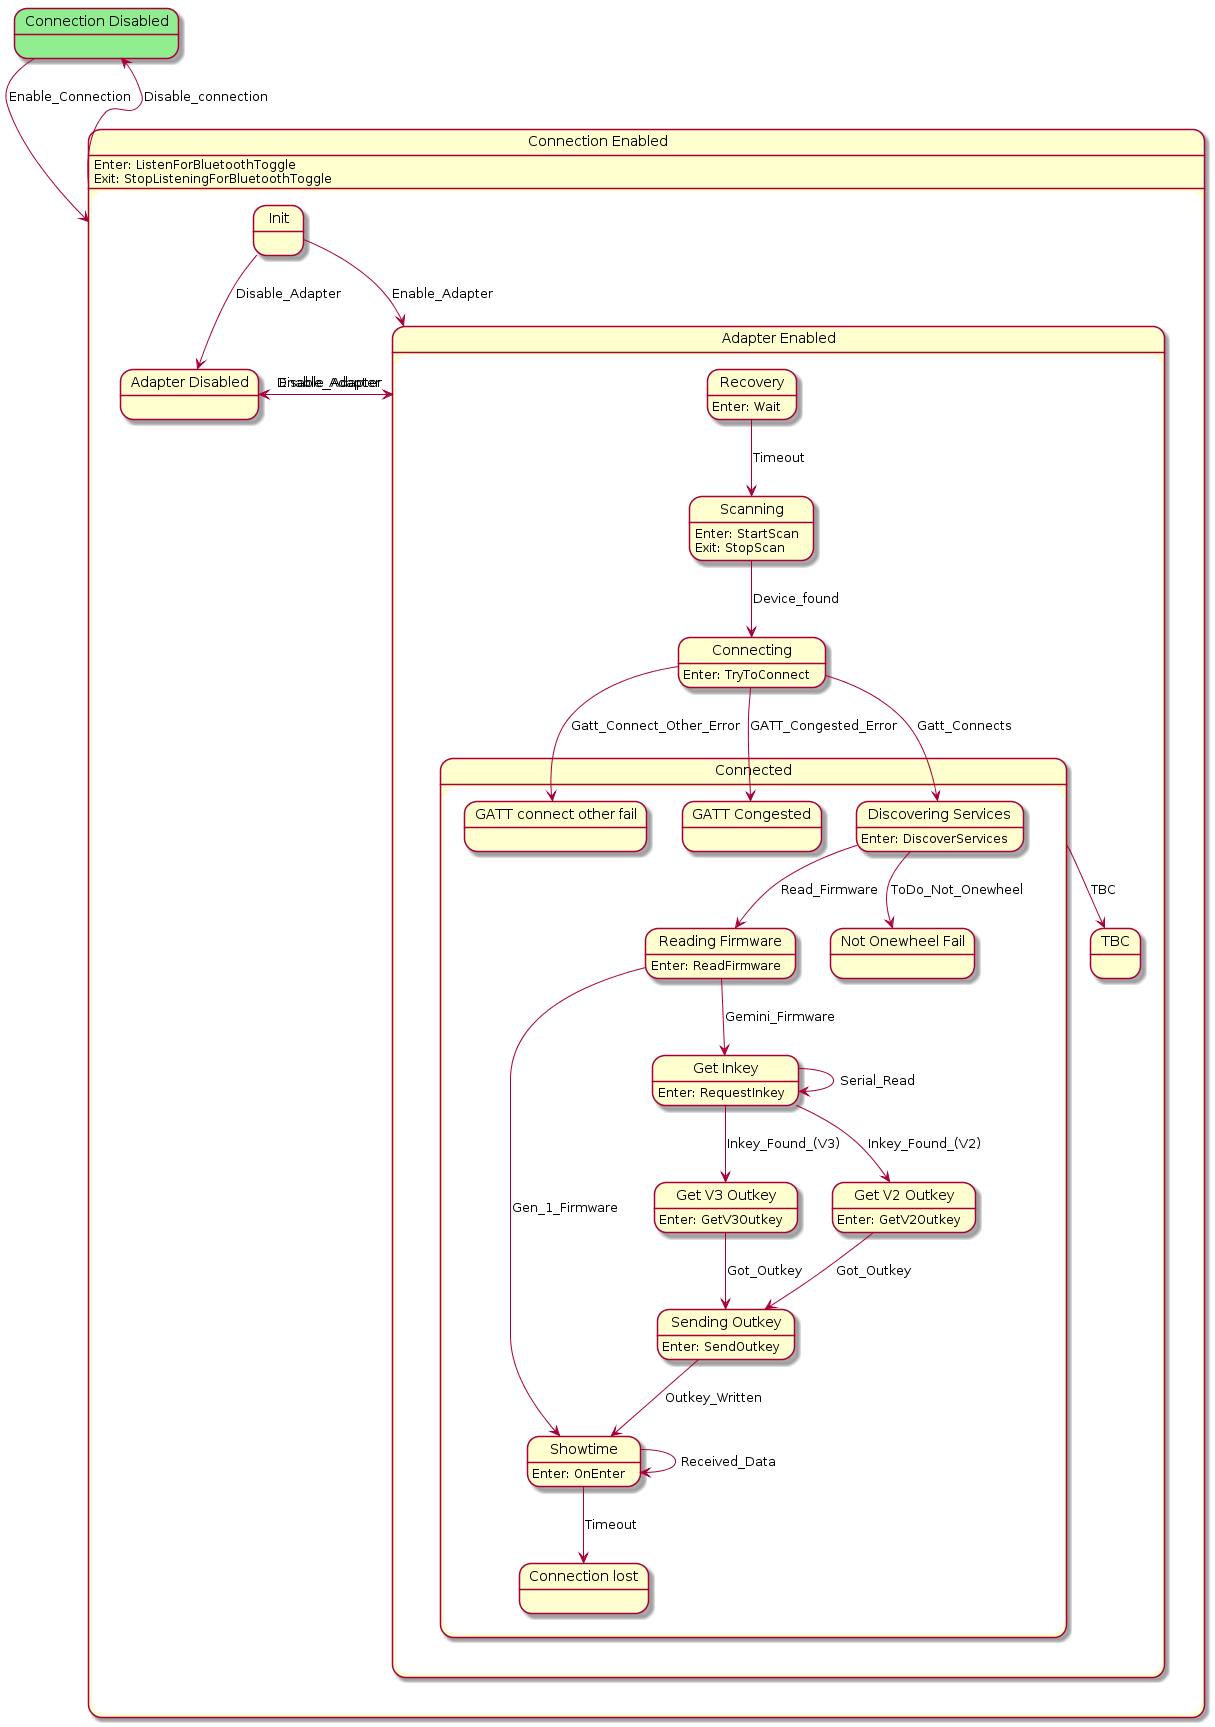 Connection Disabled
Enable_Connection
Disable_connection
Connection Enabled
Enter: ListenForBluetoothToggle
Exit: StopListeningForBluetoothToggle
Init
Disable_Adapter
Enable_Adapter
Adapter Enabled
Adapter Disabled
Disable_Adapter
Enable_Adapter
Recovery
Enter: Wait
Timeout
Scanning
Enter: StartScan
Exit: StopScan
Device_found
Connecting
Enter: TryToConnect
Gatt_Connect_Other_Error
GATT_Congested_Error
Gatt_Connects
Connected
GATT connect other fail
GATT Congested
Discovering Services
Enter: DiscoverServices
Read_Firmware
ToDo_Not_Onewheel
TBC
Reading Firmware
Enter: ReadFirmware
Not Onewheel Fail
TBC
Gemini_Firmware
Get Inkey
Enter: RequestInkey
Serial_Read
Inkey_Found_(V3)
Inkey_Found_(V2)
Gen_1_Firmware
Get V3 Outkey
Enter: GetV3Outkey
Get V2 Outkey
Enter: GetV2Outkey
Got_Outkey
Got_Outkey
Sending Outkey
Enter: SendOutkey
Outkey_Written
Showtime
Enter: OnEnter
Received_Data
Timeout
Connection lost